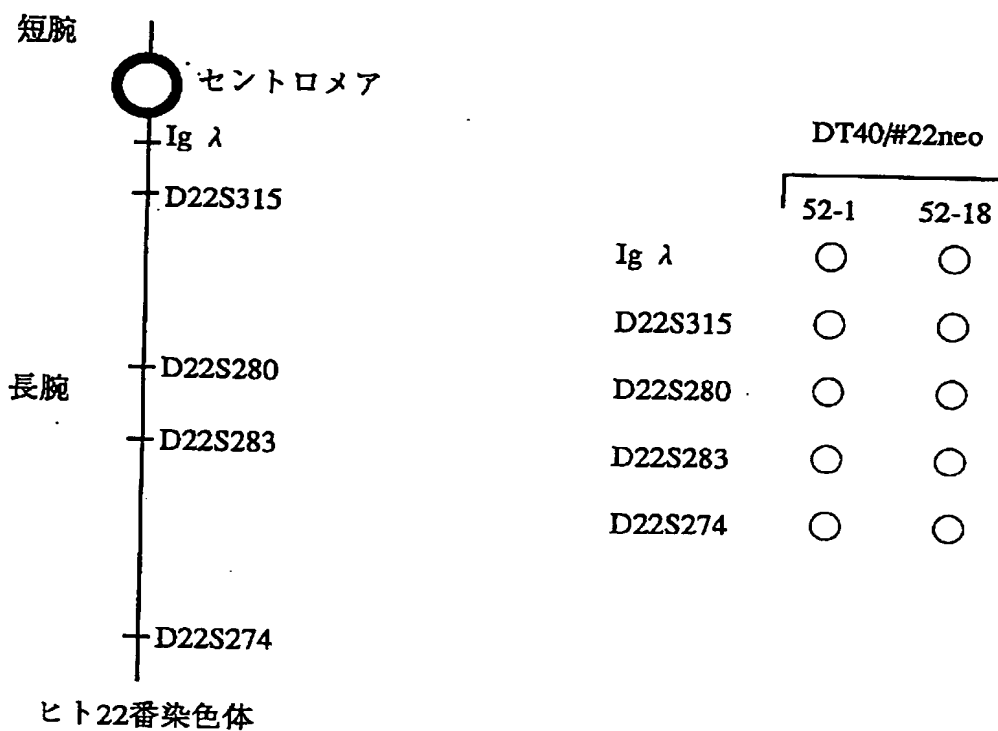 短腕
セントロメア
Ig λ
D22S315
D22S280
長腕
D22S283
D22S274
ヒト22番染色体
DT40/#22neo
52-1 52-18
Ig λ ○ ○
D22S315 ○ ○
D22S280 ○ ○
D22S283 ○ ○
D22S274 ○ ○